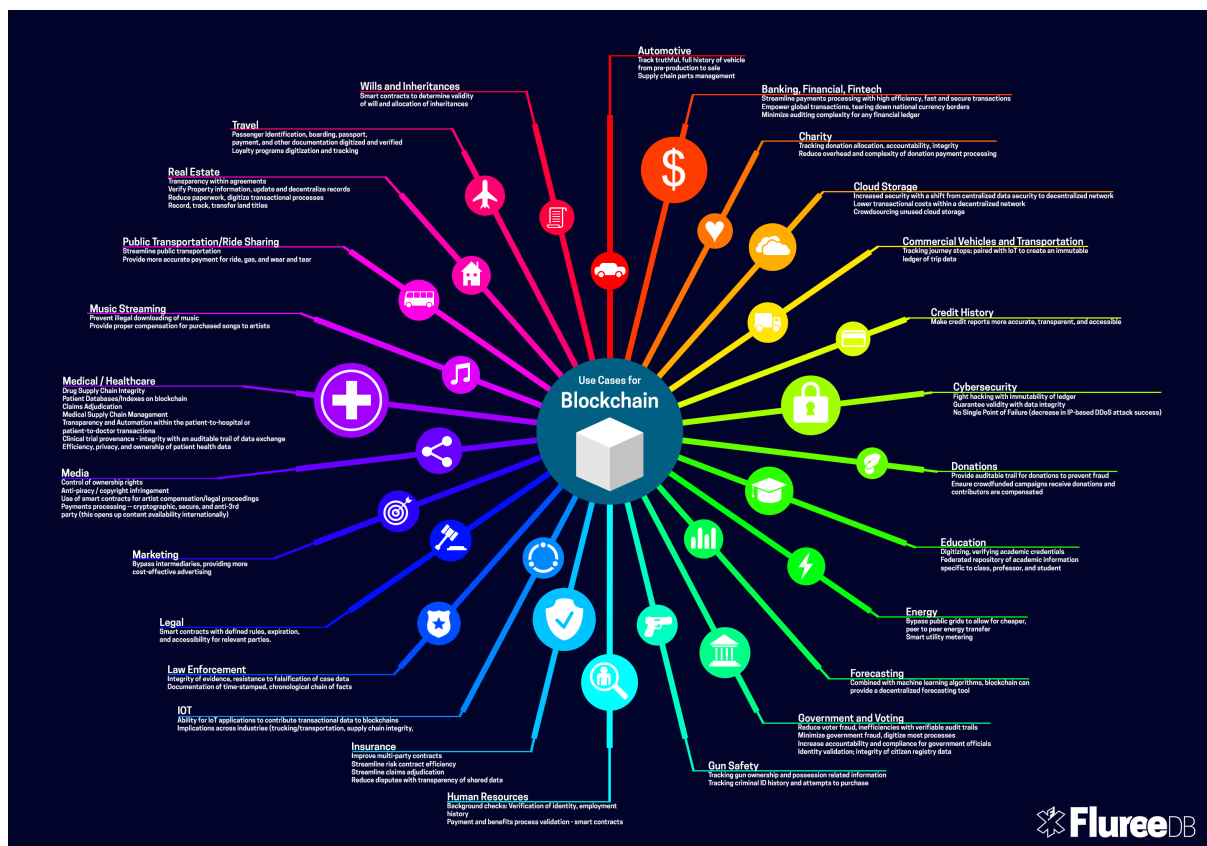 Use Cases for
Blockchain
Automotive
Track truthful, full history of vehicle
from pre-production to sale
Supply chain parts management
Banking, Financial, Fintech
Streamline payments processing with high efficiency, fast and secure transactions
Empower global transactions, tearing down national currency borders
Minimize auditing complexity for any financial ledger
$
Charity
Tracking donation allocation, accountability, integrity
Reduce overhead and complexity of donation payment processing
Cloud Storage
Increased security with a shift from centralized data security to decentralized network
Lower transactional costs within a decentralized network
Crowdsourcing unused cloud storage
Commercial Vehicles and Transportation
Tracking journey stops; paired with IoT to create an immutable
ledger of trip data
Credit History
Make credit reports more accurate, transparent, and accessible
Cybersecurity
Fight hacking with immutability of ledger
Guarantee validity with data integrity
No Single Point of Failure (decrease in IP-based DDoS attack success)
Donations
Provide auditable trail for donations to prevent fraud
Ensure crowdfunded campaigns receive donations and
contributors are compensated
Education
Digitizing, verifying academic credentials
Federated repository of academic information
specific to class, professor, and student
Energy
Bypass public grids to allow for cheaper,
peer to peer energy transfer
Smart utility metering
Forecasting
Combined with machine learning algorithms, blockchain can
provide a decentralized forecasting tool
Government and Voting
Reduce voter fraud, inefficiencies with verifiable audit trails
Minimize government fraud, digitize most processes
Increase accountability and compliance for government officials
Identity validation; integrity of citizen registry data
Gun Safety
Tracking gun ownership and possession related information
Tracking criminal ID history and attempts to purchase
Human Resources
Background checks: Verification of identity, employment
history
Payment and benefits process validation - smart contracts
Insurance
Improve multi-party contracts
Streamline risk contract efficiency
Streamline claims adjudication
Reduce disputes with transparency of shared data
IOT
Ability for IoT applications to contribute transactional data to blockchains
Implications across industries (trucking/transportation, supply chain integrity,
Law Enforcement
Integrity of evidence, resistance to falsification of case data
Documentation of time-stamped, chronological chain of facts
Legal
Smart contracts with defined rules, expiration,
and accessibility for relevant parties.
Marketing
Bypass intermediaries, providing more
cost-effective advertising
Media
Control of ownership rights
Anti-piracy / copyright infringement
Use of smart contracts for artist compensation/legal proceedings
Payments processing -- cryptographic, secure, and anti-3rd
party (this opens up content availability internationally)
Medical / Healthcare
Drug Supply Chain Integrity
Patient Databases/Indexes on blockchain
Claims Adjudication
Medical Supply Chain Management
Transparency and Automation within the patient-to-hospital or
patient-to-doctor transactions
Clinical trial provenance - integrity with an auditable trail of data exchange
Efficiency, privacy, and ownership of patient health data
Music Streaming
Prevent illegal downloading of music
Provide proper compensation for purchased songs to artists
Public Transportation/Ride Sharing
Streamline public transportation
Provide more accurate payment for ride, gas, and wear and tear
Real Estate
Transparency within agreements
Verify Property information, update and decentralize records
Reduce paperwork, digitize transactional processes
Record, track, transfer land titles
Travel
Passenger Identification, boarding, passport,
payment, and other documentation digitized and verified
Loyalty programs digitization and tracking
Wills and Inheritances
Smart contracts to determine validity
of will and allocation of inheritances
FlureeDB